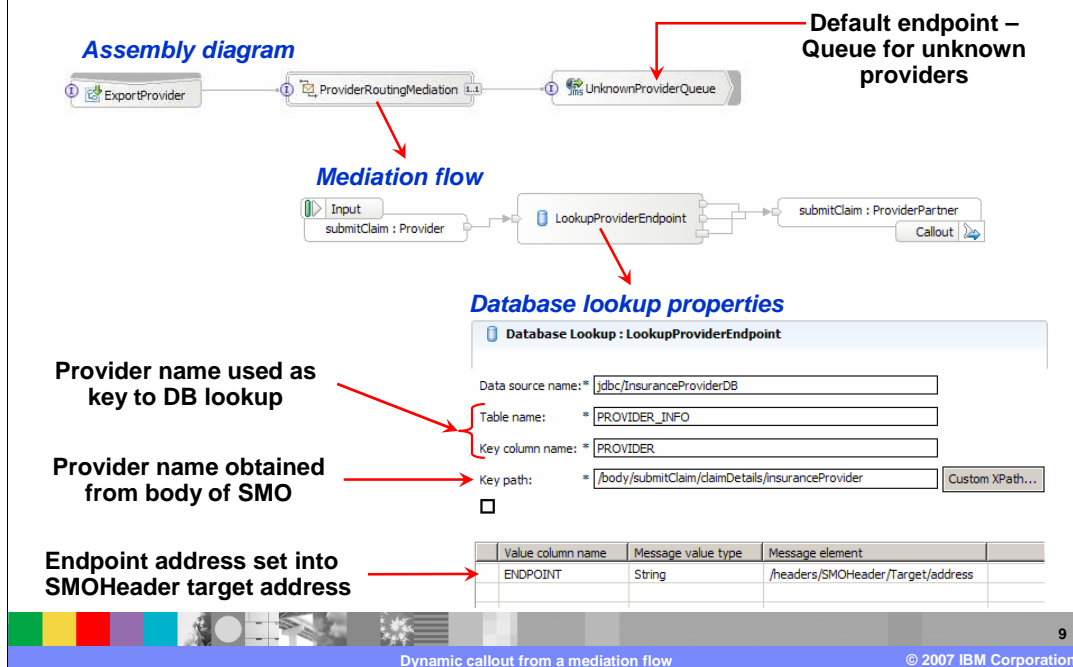 Default endpoint –
Queue for unknown
providers
Assembly diagram
ExportProvider
ProviderRoutingMediation 1..1
JMS UnknownProviderQueue
Mediation flow
Input
submitClaim : Provider
LookupProviderEndpoint
submitClaim : ProviderPartner
Callout
Database lookup properties
Database Lookup : LookupProviderEndpoint
Provider name used as
key to DB lookup
Data source name:* jdbc/InsuranceProviderDB
Table name: * PROVIDER_INFO
Key column name: * PROVIDER
Provider name obtained
from body of SMO
Key path: * /body/submitClaim/claimDetails/insuranceProvider Custom XPath...
Endpoint address set into
SMOHeader target address
Value column name Message value type Message element
ENDPOINT String /headers/SMOHeader/Target/address
9
Dynamic callout from a mediation flow © 2007 IBM Corporation